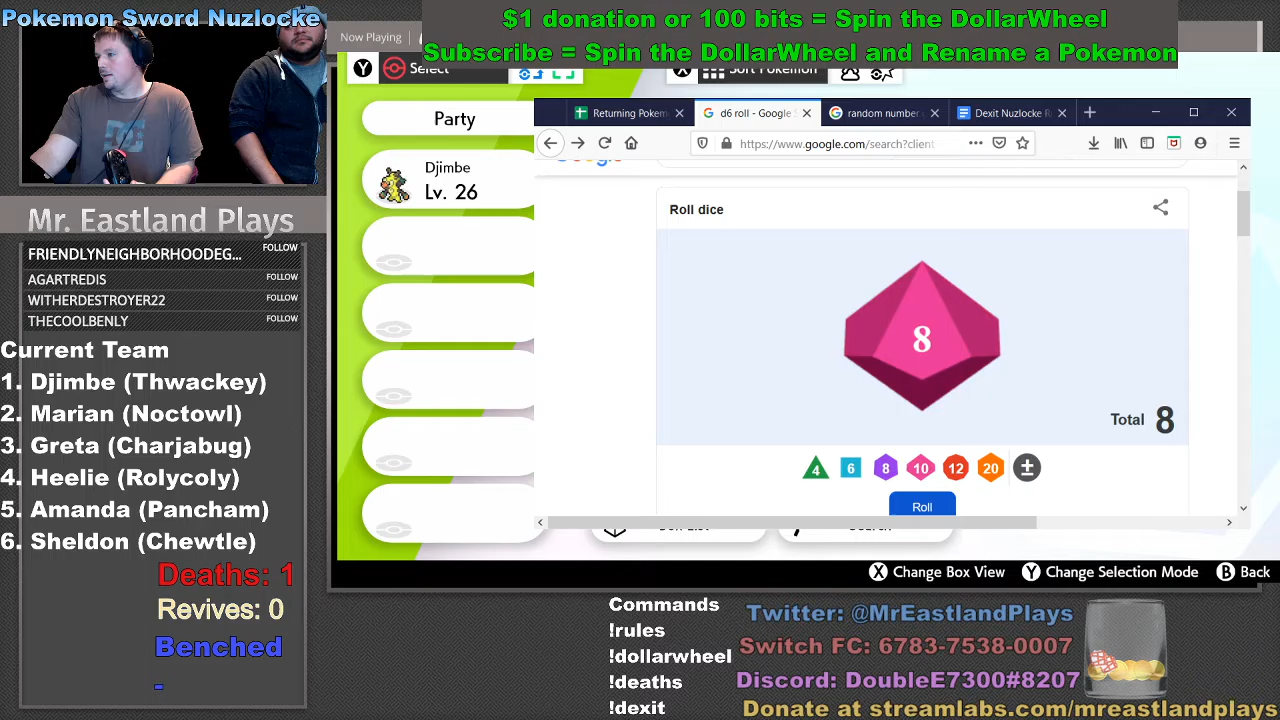 Pokemon Sword Nuzlocke
$1 donation or 100 bits = Spin the DollarWheel
Subscribe = Spin the DollarWheel and Rename a Pokemon
Now Playing
Y Select
Sort Pokémon
Party
Djimbe
Lv. 26
Returning Pokem
d6 roll - Google S
random number
Dexit Nuzlocke R
https://www.google.com/search?client
Roll dice
8
Total 8
4 6 8 10 12 20
Roll
Search
X Change Box View Y Change Selection Mode B Back
Mr. Eastland Plays
FRIENDLYNEIGHBORHOODEG... FOLLOW
AGARTREDIS FOLLOW
WITHERDESTROYER22 FOLLOW
THECOOLBENLY FOLLOW
Current Team
1. Djimbe (Thwackey)
2. Marian (Noctowl)
3. Greta (Charjabug)
4. Heelie (Rolycoly)
5. Amanda (Pancham)
6. Sheldon (Chewtle)
Deaths: 1
Revives: 0
Benched
-
Commands
!rules
!dollarwheel
!deaths
!dexit
Twitter: @MrEastlandPlays
Switch FC: 6783-7538-0007
Discord: DoubleE7300#8207
Donate at streamlabs.com/mreastlandplays